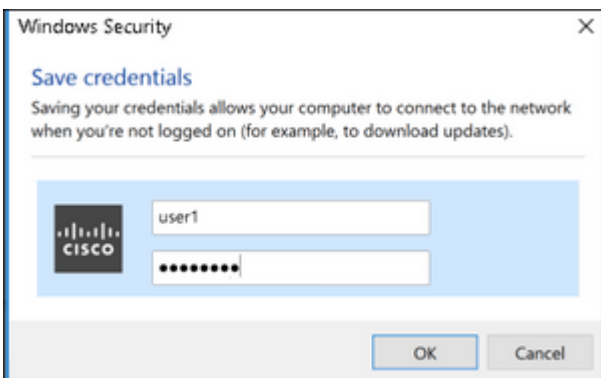 Windows Security
Save credentials
Saving your credentials allows your computer to connect to the network
when you're not logged on (for example, to download updates).
user1
CISCO
●●●●●●●●
OK Cancel